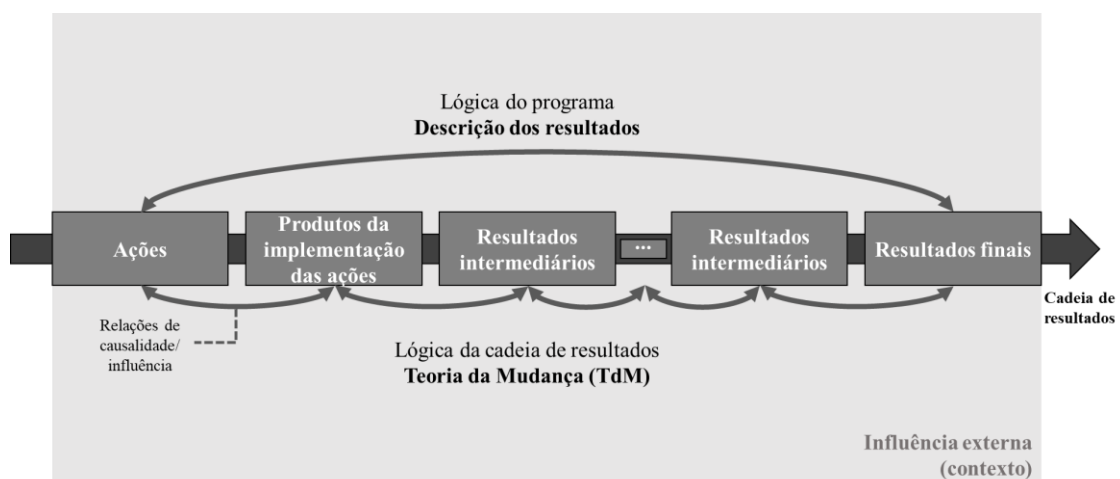 Lógica do programa
Descrição dos resultados
Ações
Produtos da
implementação
das ações
Resultados
intermediários
...
Resultados
intermediários
Resultados finais
Cadeia de
resultados
Relações de
causalidade/
influência
Lógica da cadeia de resultados
Teoria da Mudança (TdM)
Influência externa
(contexto)